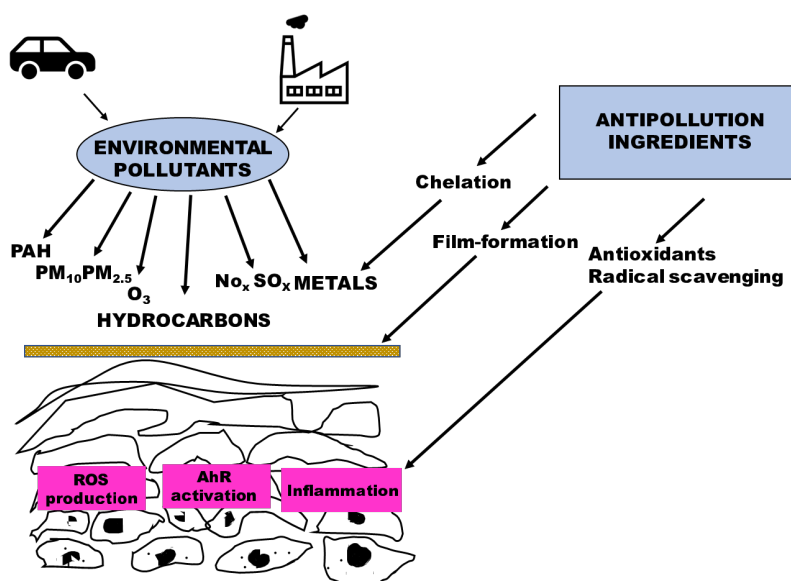 ENVIRONMENTAL
POLLUTANTS
ANTIPOLLUTION
INGREDIENTS
Chelation
Film-formation
Antioxidants
Radical scavenging
PAH
PM₁₀PM₂.₅
O₃
Noₓ SOₓ METALS
HYDROCARBONS
ROS
production
AhR
activation
Inflammation